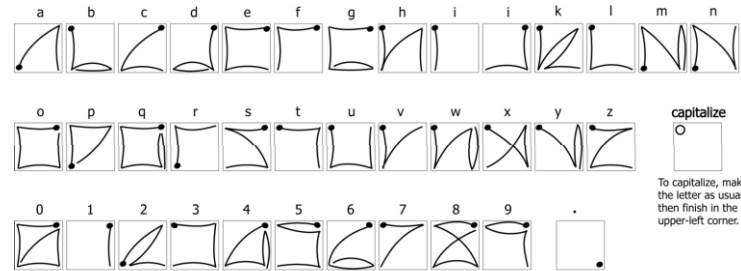 a b c d e f g h i i k l m n
o p q r s t u v w x y z capitalize
To capitalize, mak
the letter as usua
then finish in the
upper-left corner.
0 1 2 3 4 5 6 7 8 9 .